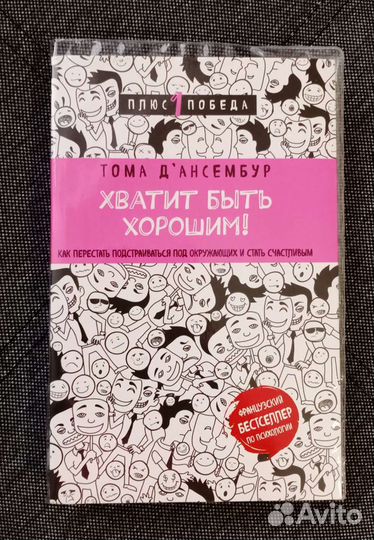 ПЛЮС 1 ПОБЕДА
ТОМА Д'АНСЕМБУР
ХВАТИТ БЫТЬ
ХОРОШИМ!
КАК ПЕРЕСТАТЬ ПОДСТРАИВАТЬСЯ ПОД ОКРУЖАЮЩИХ И СТАТЬ СЧАСТЛИВЫМ
ФРАНЦУЗСКИЙ
БЕСТСЕЛЛЕР
ПО ПСИХОЛОГИИ
Avito